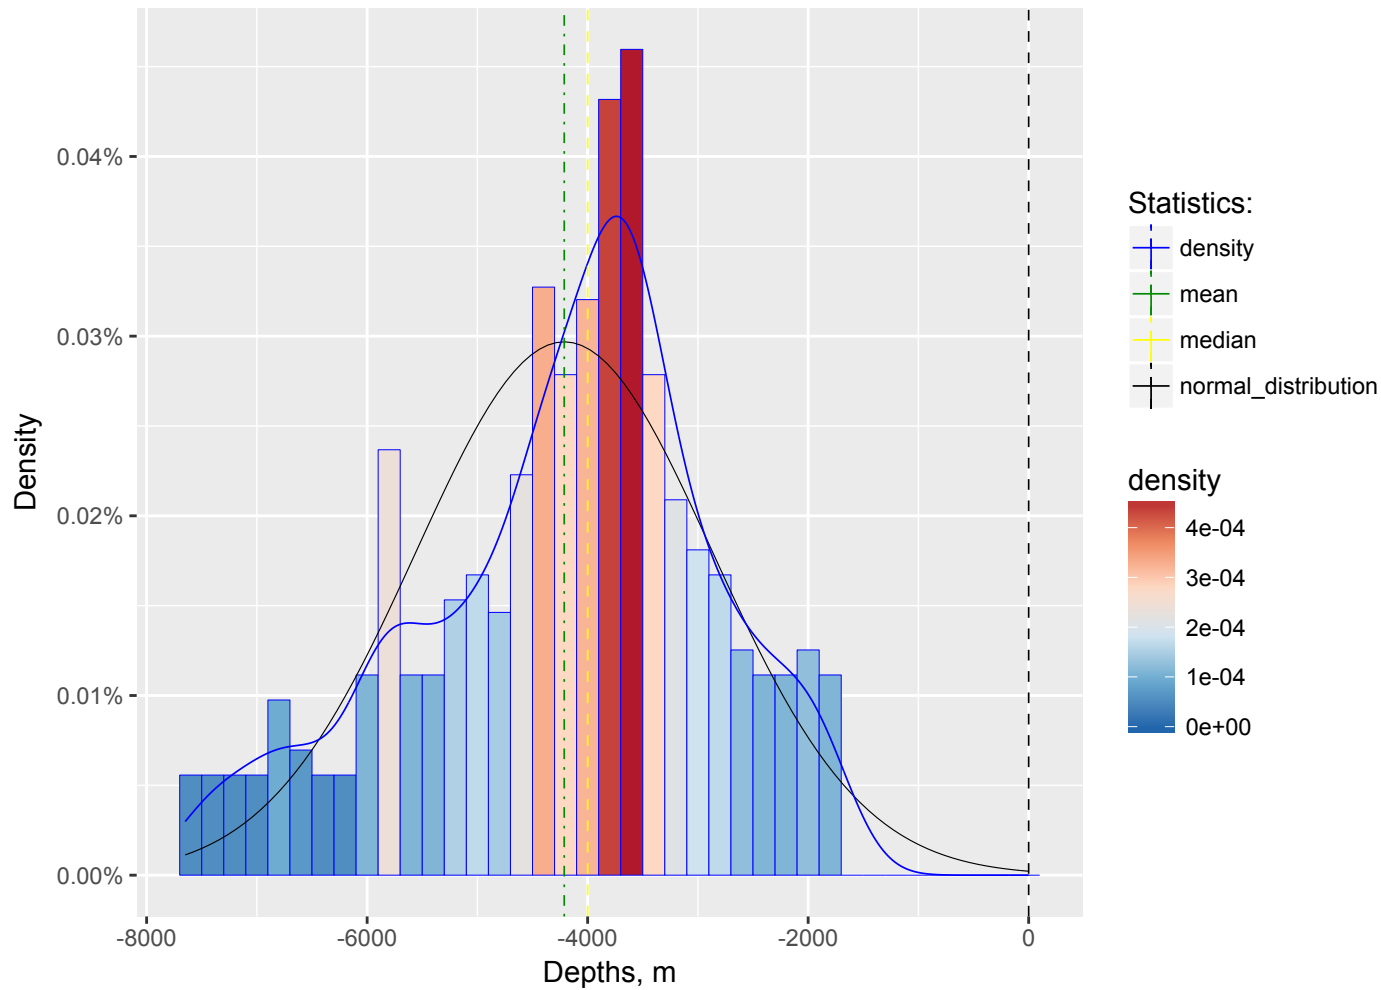 0.04%
0.03%
0.02%
0.01%
0.00%
Density
-8000
-6000
-4000
-2000
0
Depths, m
Statistics:
density
mean
median
normal_distribution
density
4e-04
3e-04
2e-04
1e-04
0e+00